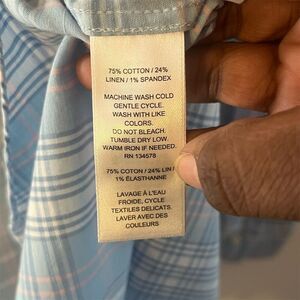 75% COTTON / 24%
LINEN / 1% SPANDEX
MACHINE WASH COLD
GENTLE CYCLE.
WASH WITH LIKE
COLORS.
DO NOT BLEACH.
TUMBLE DRY LOW.
WARM IRON IF NEEDED.
RN 134578
75% COTON / 24% LIN /
1% ÉLASTHANNE
LAVAGE À L'EAU
FROIDE, CYCLE
TEXTILES DÉLICATS.
LAVER AVEC DES
COULEURS